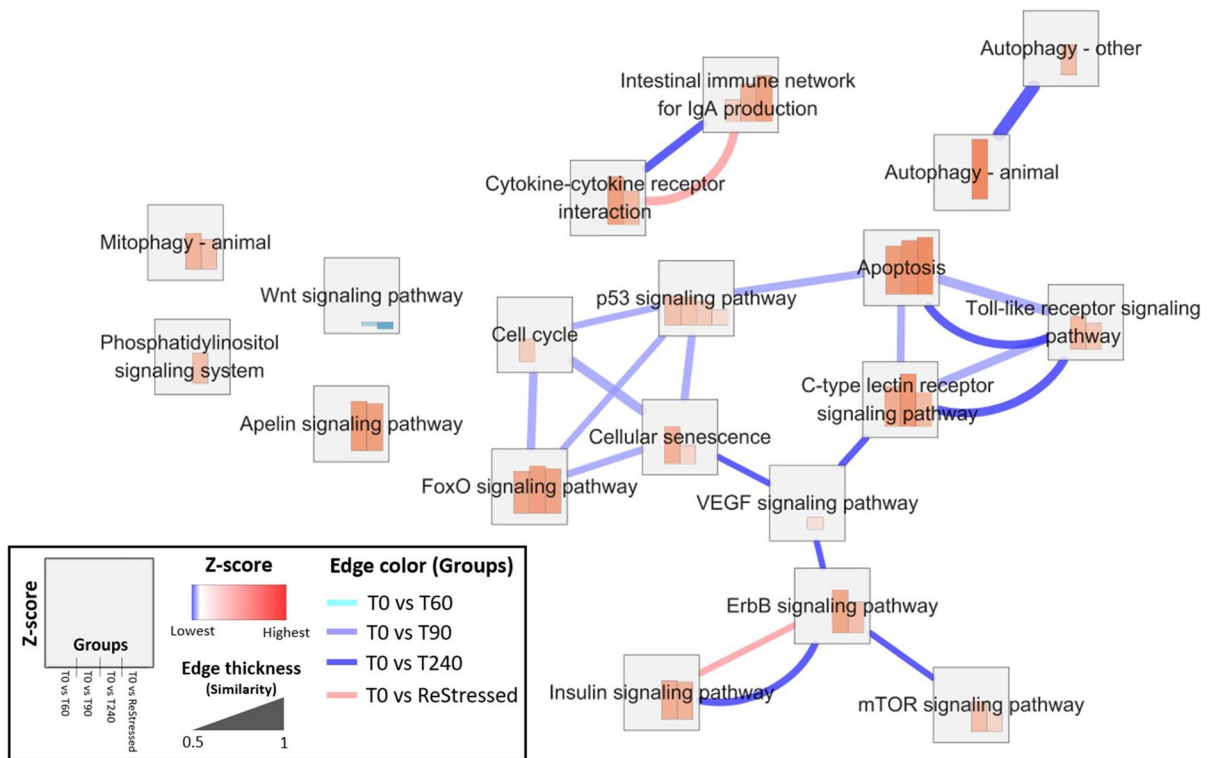 Autophagy - other
Intestinal immune network
for IgA production
Autophagy - animal
Cytokine-cytokine receptor
interaction
Mitophagy - animal
Wnt signaling pathway
p53 signaling pathway
Apoptosis
Toll-like receptor signaling
pathway
Cell cycle
Phosphatidylinositol
signaling system
C-type lectin receptor
signaling pathway
Apelin signaling pathway
Cellular senescence
FoxO signaling pathway
VEGF signaling pathway
ErbB signaling pathway
Insulin signaling pathway
mTOR signaling pathway
Z-score
Groups
T0 vs T60
T0 vs T90
T0 vs T240
T0 vs ReStressed
Z-score
Lowest
Highest
Edge thickness
(Similarity)
0.5
1
Edge color (Groups)
T0 vs T60
T0 vs T90
T0 vs T240
T0 vs ReStressed